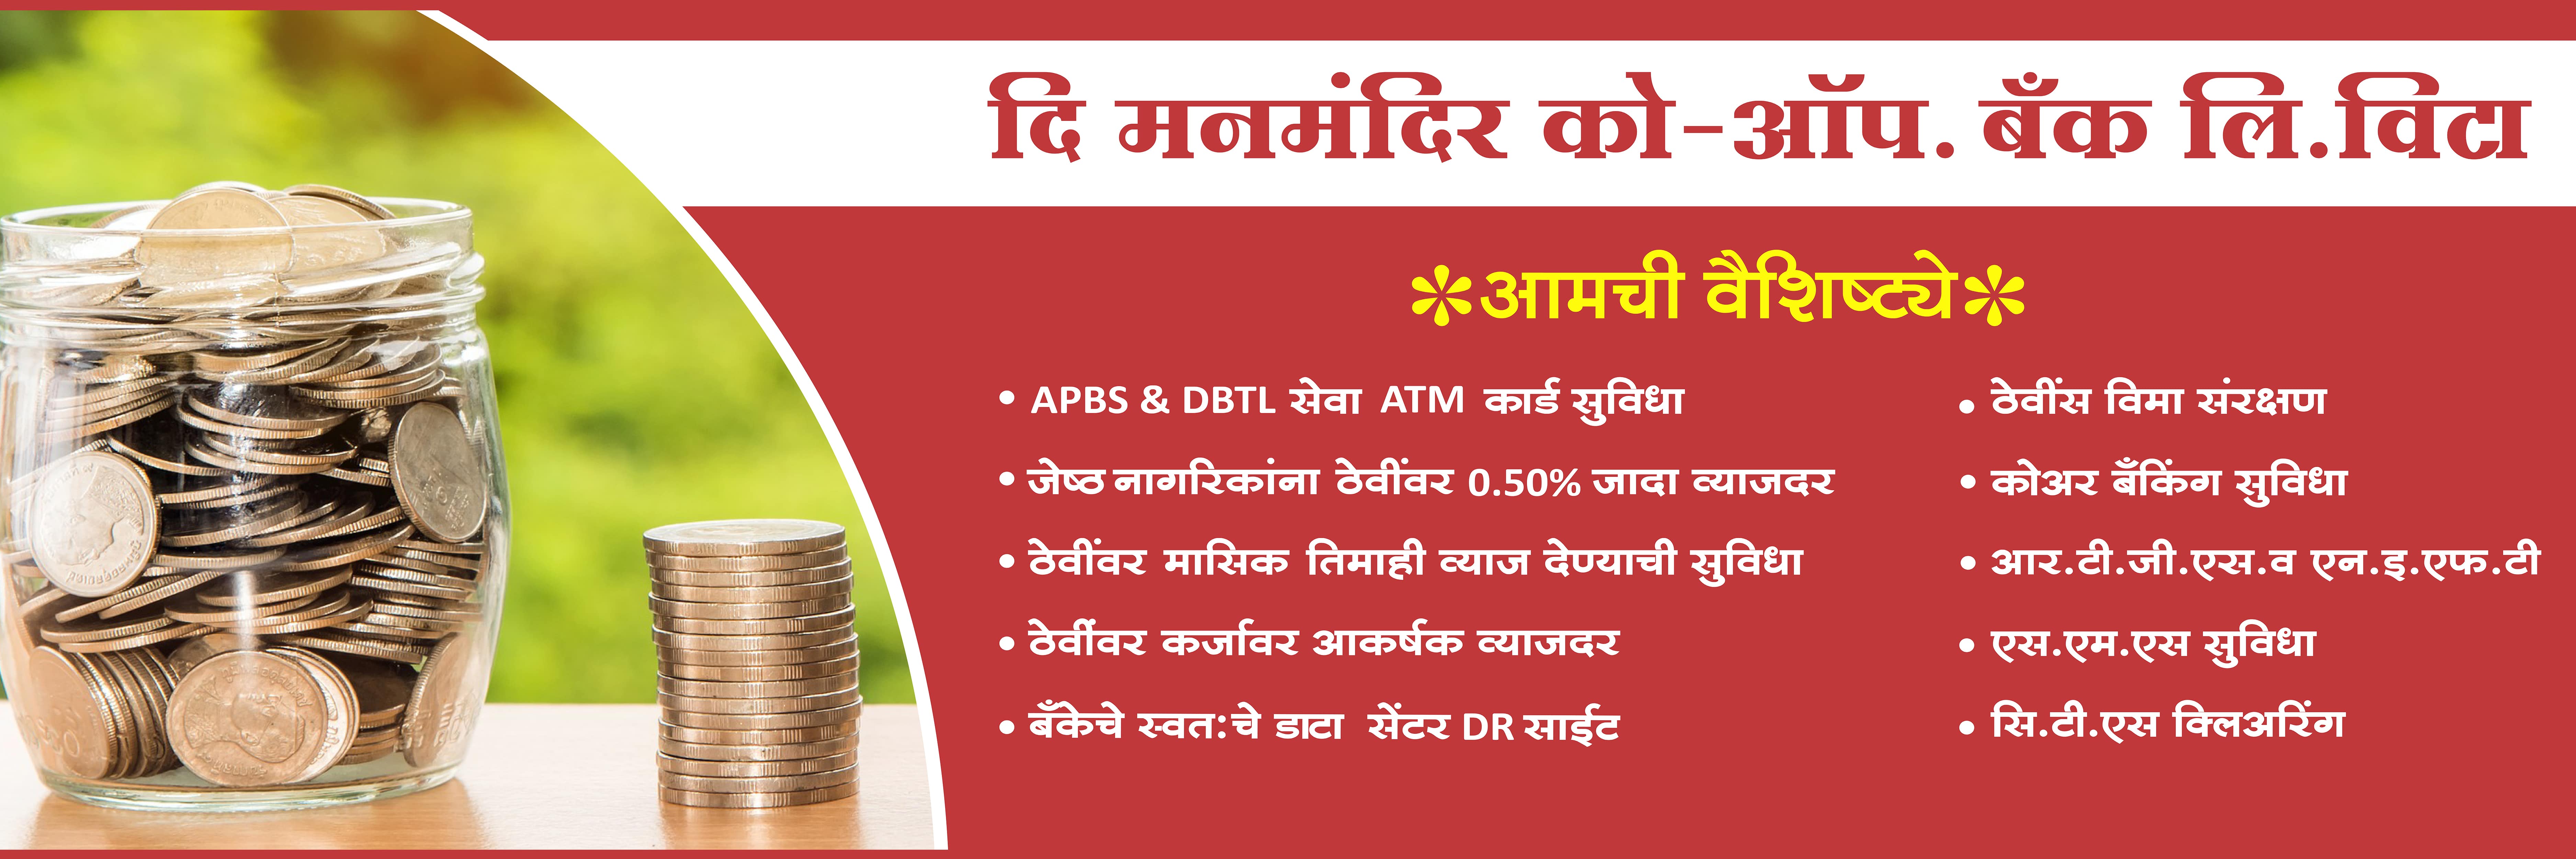 दि मनमंदिर को-ऑप. बँक लि.विटा
*आमची वैशिष्ट्ये*
• APBS & DBTL सेवा ATM कार्ड सुविधा
• जेष्ठ नागरिकांना ठेवींवर 0.50% जादा व्याजदर
• ठेवींवर मासिक तिमाही व्याज देण्याची सुविधा
• ठेर्वीवर कर्जावर आकर्षक व्याजदर
• बँकेचे स्वत:चे डाटा सेंटर DR साईट
• ठेवींस विमा संरक्षण
• कोअर बँकिंग सुविधा
• आर.टी.जी.एस.व एन.इ.एफ.टी
• एस.एम.एस सुविधा
• सि.टी.एस क्लिअरिंग